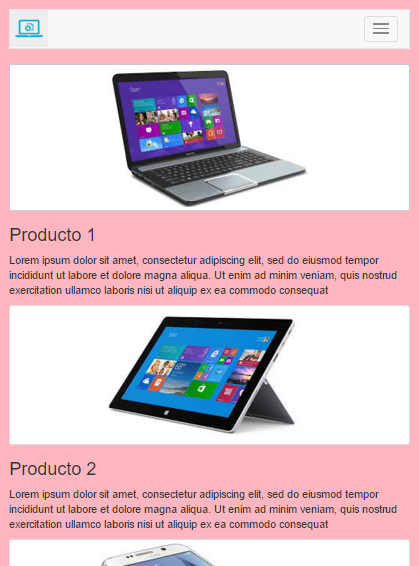 Start
Producto 1
Lorem ipsum dolor sit amet, consectetur adipiscing elit, sed do eiusmod tempor
incididunt ut labore et dolore magna aliqua. Ut enim ad minim veniam, quis nostrud
exercitation ullamco laboris nisi ut aliquip ex ea commodo consequat
Start
Producto 2
Lorem ipsum dolor sit amet, consectetur adipiscing elit, sed do eiusmod tempor
incididunt ut labore et dolore magna aliqua. Ut enim ad minim veniam, quis nostrud
exercitation ullamco laboris nisi ut aliquip ex ea commodo consequat